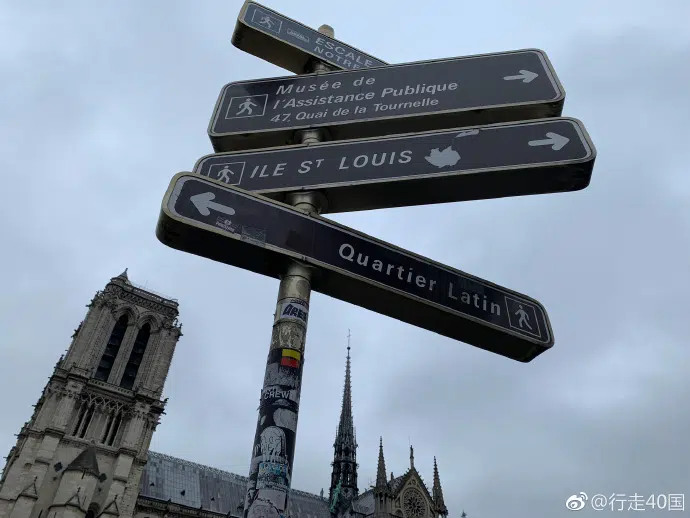 ESCALE
NOTRE
Musée de
l'Assistance Publique
47, Quai de la Tournelle
ILE ST LOUIS
Quartier Latin
CREW
@行走40国